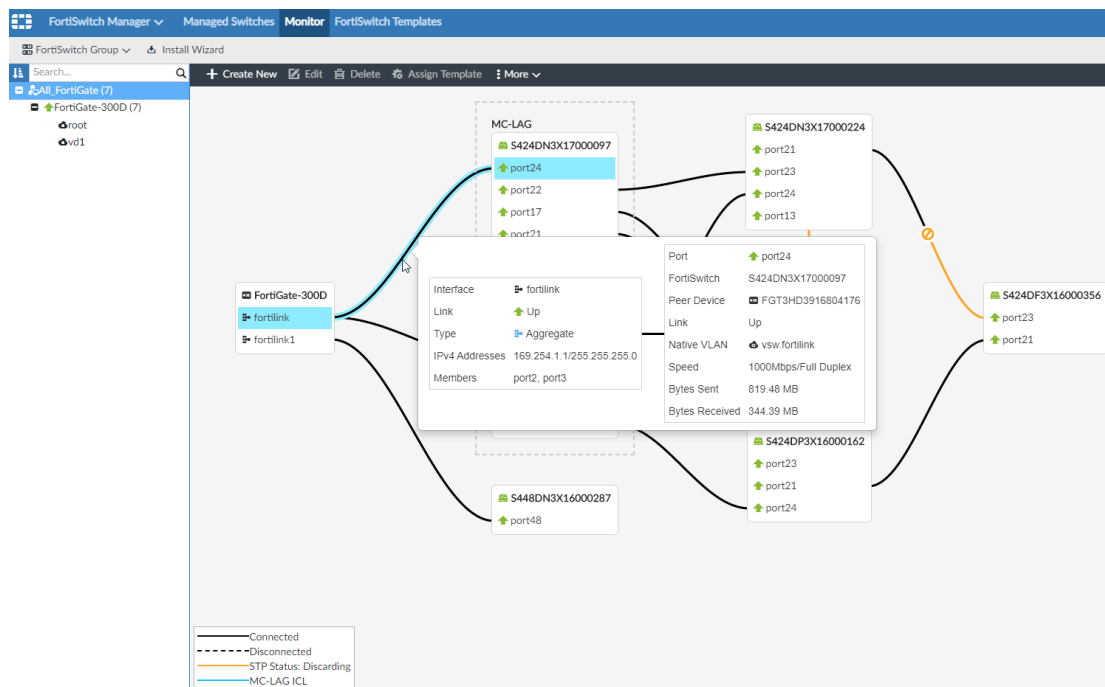 FortiSwitch Manager Managed Switches Monitor FortiSwitch Templates
FortiSwitch Group Install Wizard
Search...
+ Create New Edit Delete Assign Template More
All_FortiGate (7)
FortiGate-300D (7)
root
vd1
MC-LAG
S424DN3X17000097
port24
port22
port17
port21
S424DN3X17000224
port21
port23
port24
port13
FortiGate-300D
fortilink
fortilink1
Interface fortilink
Link Up
Type Aggregate
IPv4 Addresses 169.254.1.1/255.255.255.0
Members port2, port3
Port port24
FortiSwitch S424DN3X17000097
Peer Device FGT3HD3916804176
Link Up
Native VLAN vsw.fortilink
Speed 1000Mbps/Full Duplex
Bytes Sent 819.48 MB
Bytes Received 344.39 MB
S424DF3X16000356
port23
port21
S424DP3X16000162
port23
port21
port24
S448DN3X16000287
port48
Connected
Disconnected
STP Status: Discarding
MC-LAG ICL